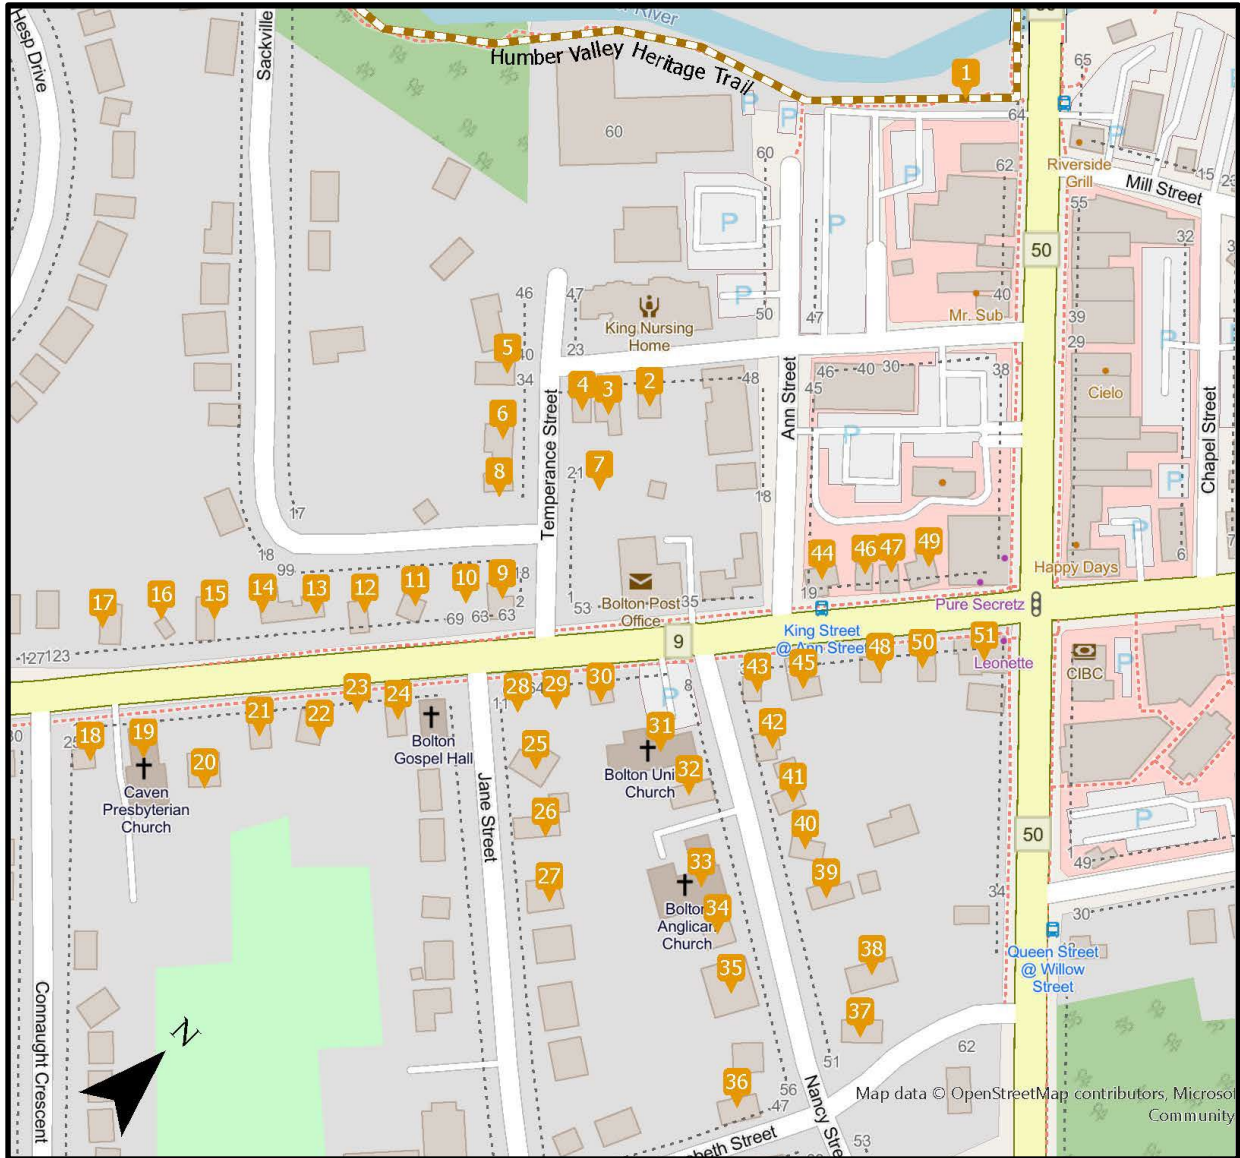 50
River
Hesp Drive
Sackville
Humber Valley Heritage Trail
1
65
P
P
64
60
P
60
62
Riverside
Grill
15
Mill Street
23
P
55
P
P
32
50
46
47
P
King Nursing
Home
50
47
40
Mr. Sub
39
29
P
23
5
40
34
4
3
2
48
46
40
30
38
45
Cielo
Ann Street
Temperance Street
Chapel Street
6
P
7
8
21
18
P
17
P
18
99
6
44
46
47
49
Happy Days
17
16
15
14
13
12
11
10
9
18
2
69
63
63
1
53
Bolton Post
Office
35
19
Pure Secretz
127
123
9
King Street
@ Ann Street
43
45
48
50
51
Leonette
CIBC
P
18
19
20
21
22
23
24
28
29
30
P
8
Bolton
Gospel Hall
Caven
Presbyterian
Church
25
31
Bolton Uni
Church
32
42
41
26
40
Jane Street
50
P
1
49
27
33
39
Bolton
Anglican
Church
34
34
30
38
35
Queen Street
@ Willow
Street
Connaught Crescent
37
N
62
51
36
56
47
Nancy Stre
beth Street
53
Map data © OpenStreetMap contributors, Microsof
Community